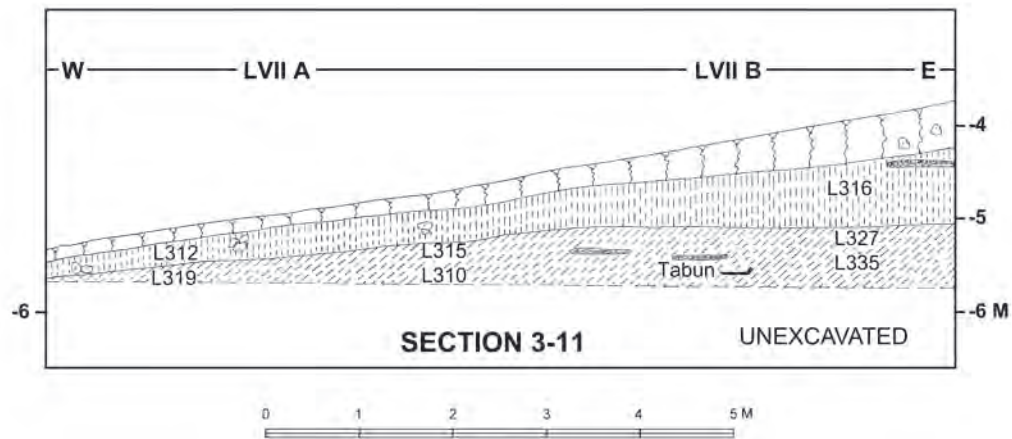 W LVII A LVII B E
-4
L316
-5
L312 L315 L327
L319 L310 Tabun L335
-6 -6 M
SECTION 3-11 UNEXCAVATED
0 1 2 3 4 5 M